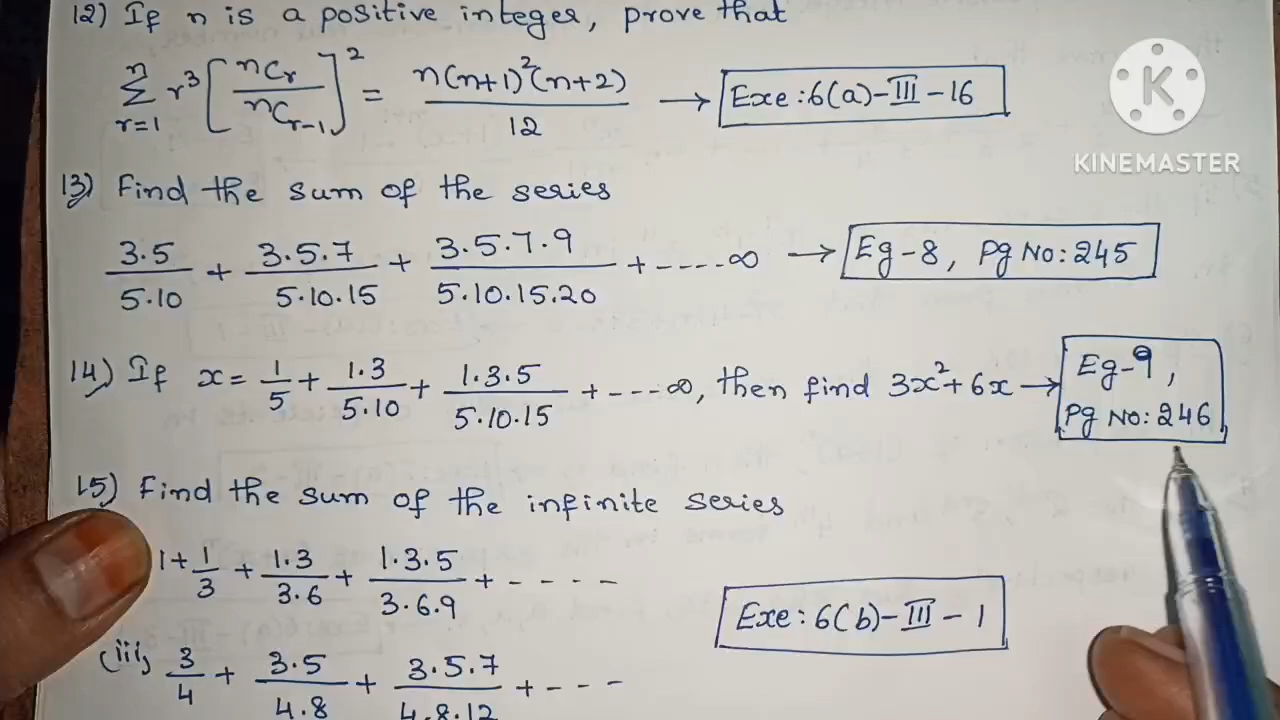 12) If n is a positive integer, prove that
n
Σ r³ [nCr / nCr-1]² = n(n+1)²(n+2) / 12 → Exe:6(a)-III-16
r=1
KINEMASTER
13) Find the sum of the series
3.5/5.10 + 3.5.7/5.10.15 + 3.5.7.9/5.10.15.20 + ----∞ → Eg-8, Pg No:245
14) If x = 1/5 + 1.3/5.10 + 1.3.5/5.10.15 + ----∞, then find 3x²+6x → Eg-9, Pg No:246
15) Find the sum of the infinite series
1+ 1/3 + 1.3/3.6 + 1.3.5/3.6.9 + ----
Exe:6(b)-III-1
(iii) 3/4 + 3.5/4.8 + 3.5.7/4.8.12 + ---